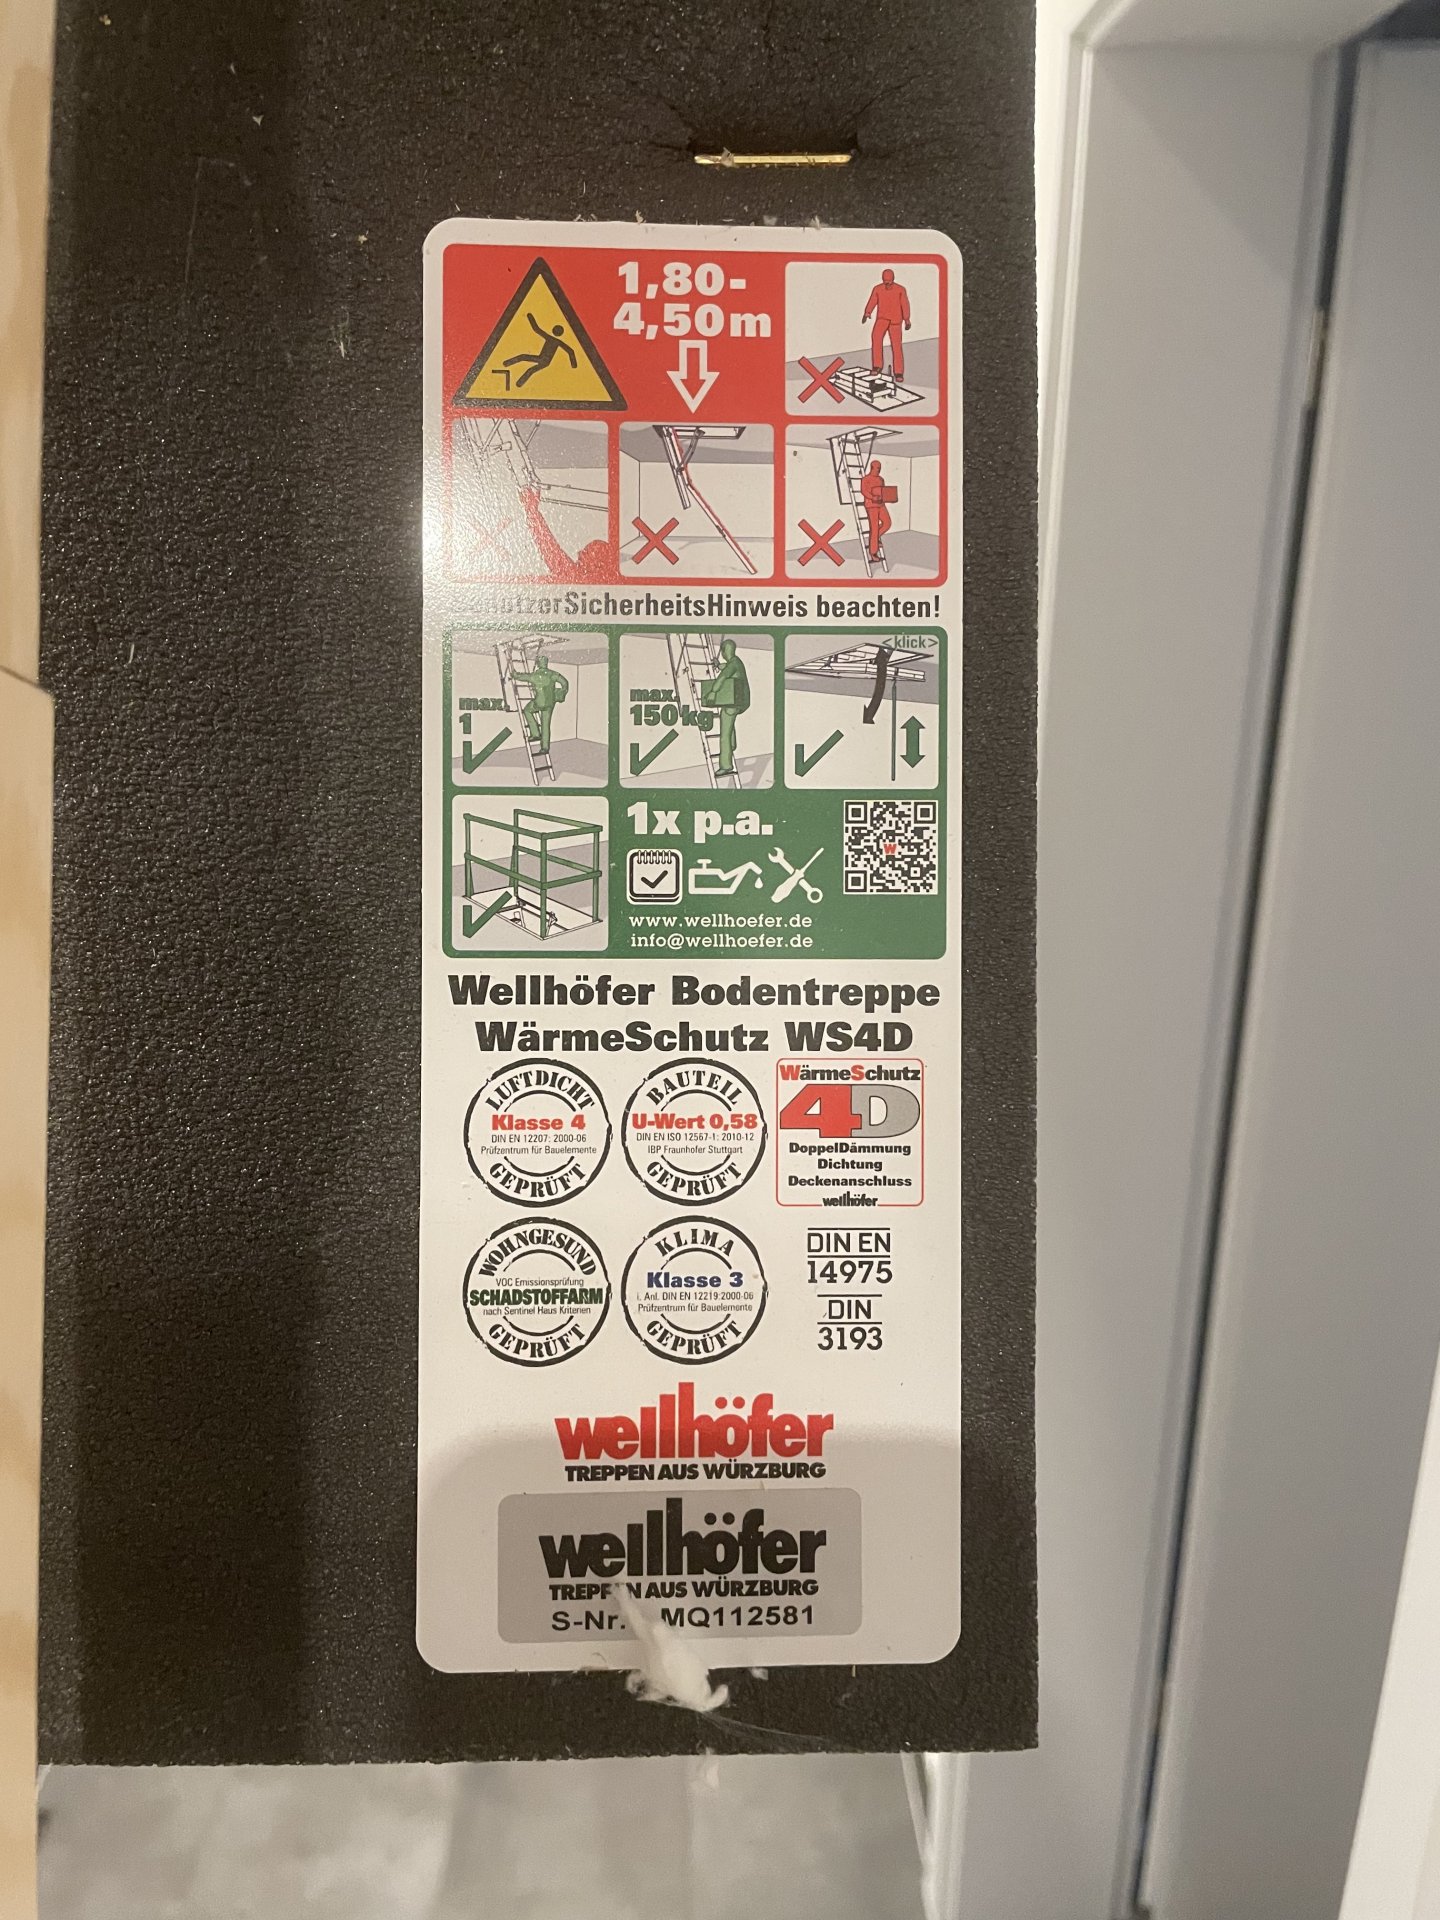 1,80-
4,50m
BenutzerSicherheitsHinweis beachten!
max.
1
max.
150kg
<klick>
1x p.a.
www.wellhoefer.de
info@wellhoefer.de
Wellhöfer Bodentreppe
WärmeSchutz WS4D
LUFTDICHT
Klasse 4
DIN EN 12207: 2000-06
Prüfzentrum für Bauelemente
GEPRÜFT
BAUTEIL
U-Wert 0,58
DIN EN ISO 12567-1: 2010-12
IBP Fraunhofer Stuttgart
GEPRÜFT
WärmeSchutz
4D
DoppelDämmung
Dichtung
Deckenanschluss
wellhöfer
WOHNGESUND
VOC Emissionsprüfung
SCHADSTOFFARM
nach Sentinel Haus Kriterien
GEPRÜFT
KLIMA
Klasse 3
i. Anl. DIN EN 12219:2000-06
Prüfzentrum für Bauelemente
GEPRÜFT
DIN EN
14975
DIN
3193
wellhöfer
TREPPEN AUS WÜRZBURG
wellhöfer
TREPPEN AUS WÜRZBURG
S-Nr. MQ112581